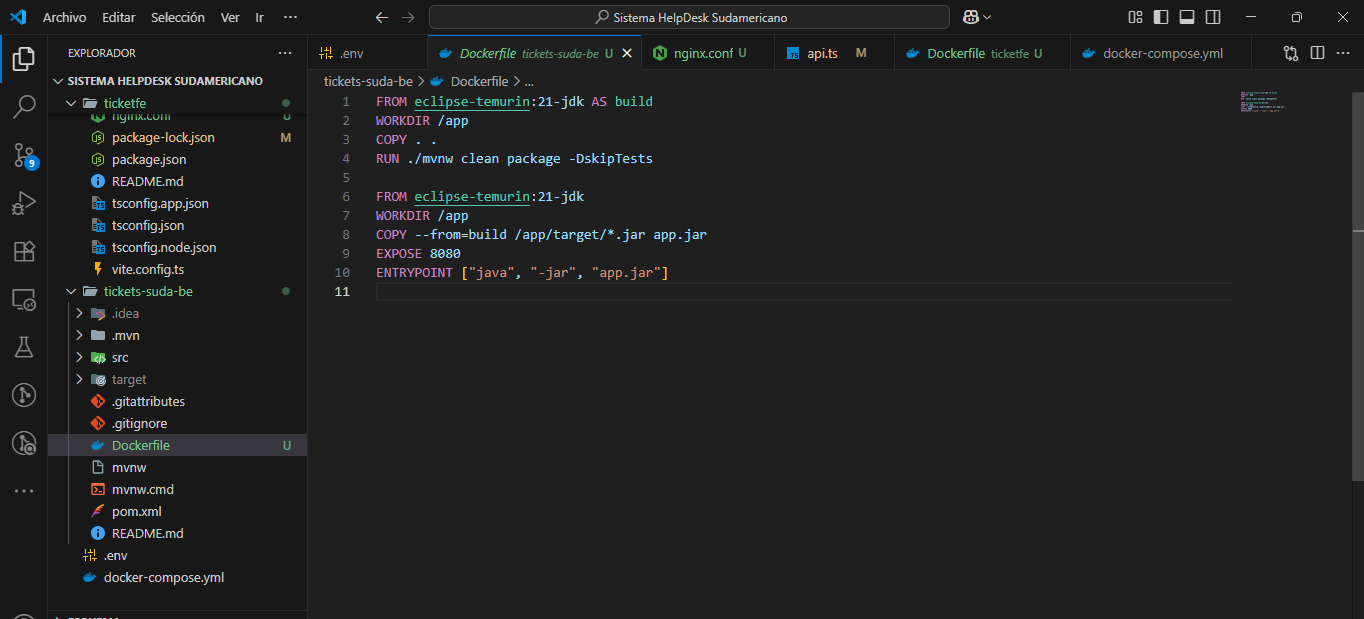 Archivo Editar Selección Ver Ir ···
Sistema HelpDesk Sudamericano
EXPLORADOR ···
SISTEMA HELPDESK SUDAMERICANO
ticketfe
nginx.conf U
package-lock.json M
package.json
README.md
tsconfig.app.json
tsconfig.json
tsconfig.node.json
vite.config.ts
tickets-suda-be
.idea
.mvn
src
target
.gitattributes
.gitignore
Dockerfile U
mvnw
mvnw.cmd
pom.xml
README.md
.env
docker-compose.yml
9
.env
Dockerfile tickets-suda-be U
nginx.conf U
api.ts M
Dockerfile ticketfe U
docker-compose.yml
tickets-suda-be > Dockerfile > ...
1 FROM eclipse-temurin:21-jdk AS build
2 WORKDIR /app
3 COPY . .
4 RUN ./mvnw clean package -DskipTests
5
6 FROM eclipse-temurin:21-jdk
7 WORKDIR /app
8 COPY --from=build /app/target/*.jar app.jar
9 EXPOSE 8080
10 ENTRYPOINT ["java", "-jar", "app.jar"]
11